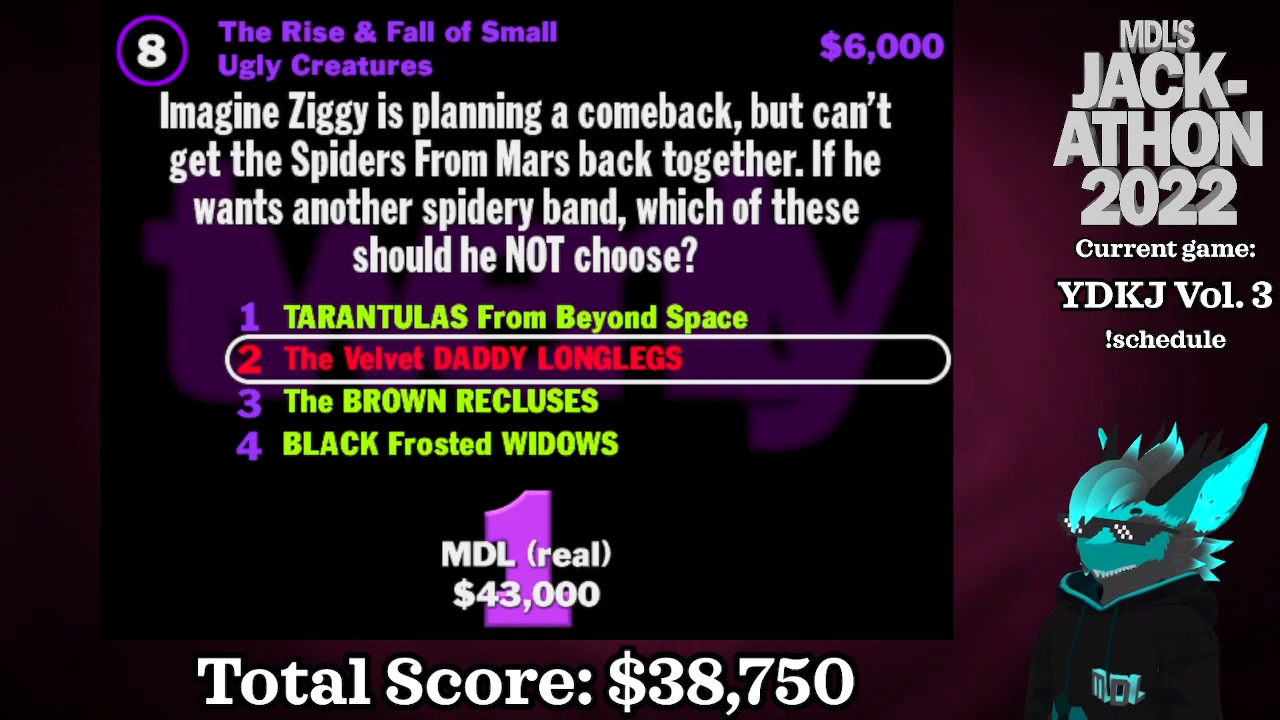 8
The Rise & Fall of Small
Ugly Creatures
$6,000
Imagine Ziggy is planning a comeback, but can't
get the Spiders From Mars back together. If he
wants another spidery band, which of these
should he NOT choose?
1 TARANTULAS From Beyond Space
2 The Velvet DADDY LONGLEGS
3 The BROWN RECLUSES
4 BLACK Frosted WIDOWS
1
MDL (real)
$43,000
Total Score: $38,750
MDL'S
JACK-
ATHON
2022
Current game:
YDKJ Vol. 3
!schedule
MDL